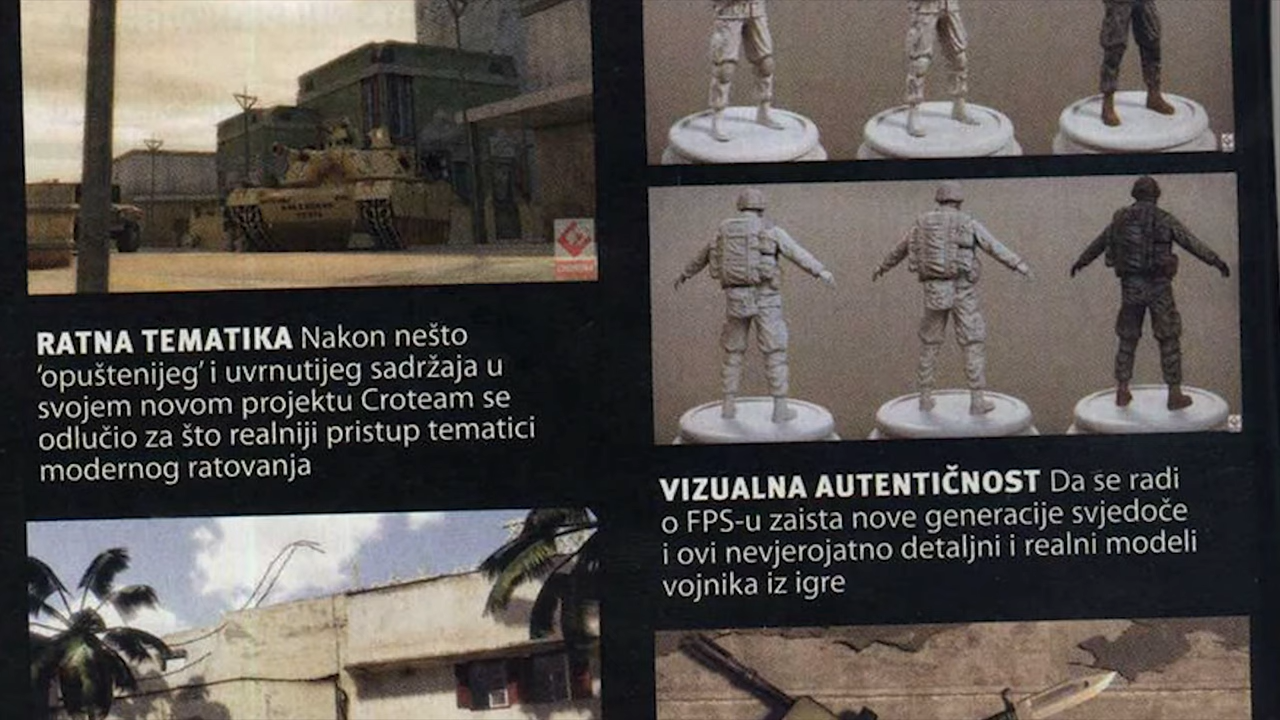 RATNA TEMATIKA Nakon nešto
‘opuštenijeg’ i uvrnutijeg sadržaja u
svojem novom projektu Croteam se
odlučio za što realniji pristup tematici
modernog ratovanja
VIZUALNA AUTENTIČNOST Da se radi
o FPS-u zaista nove generacije svjedoče
i ovi nevjerojatno detaljni i realni modeli
vojnika iz igre